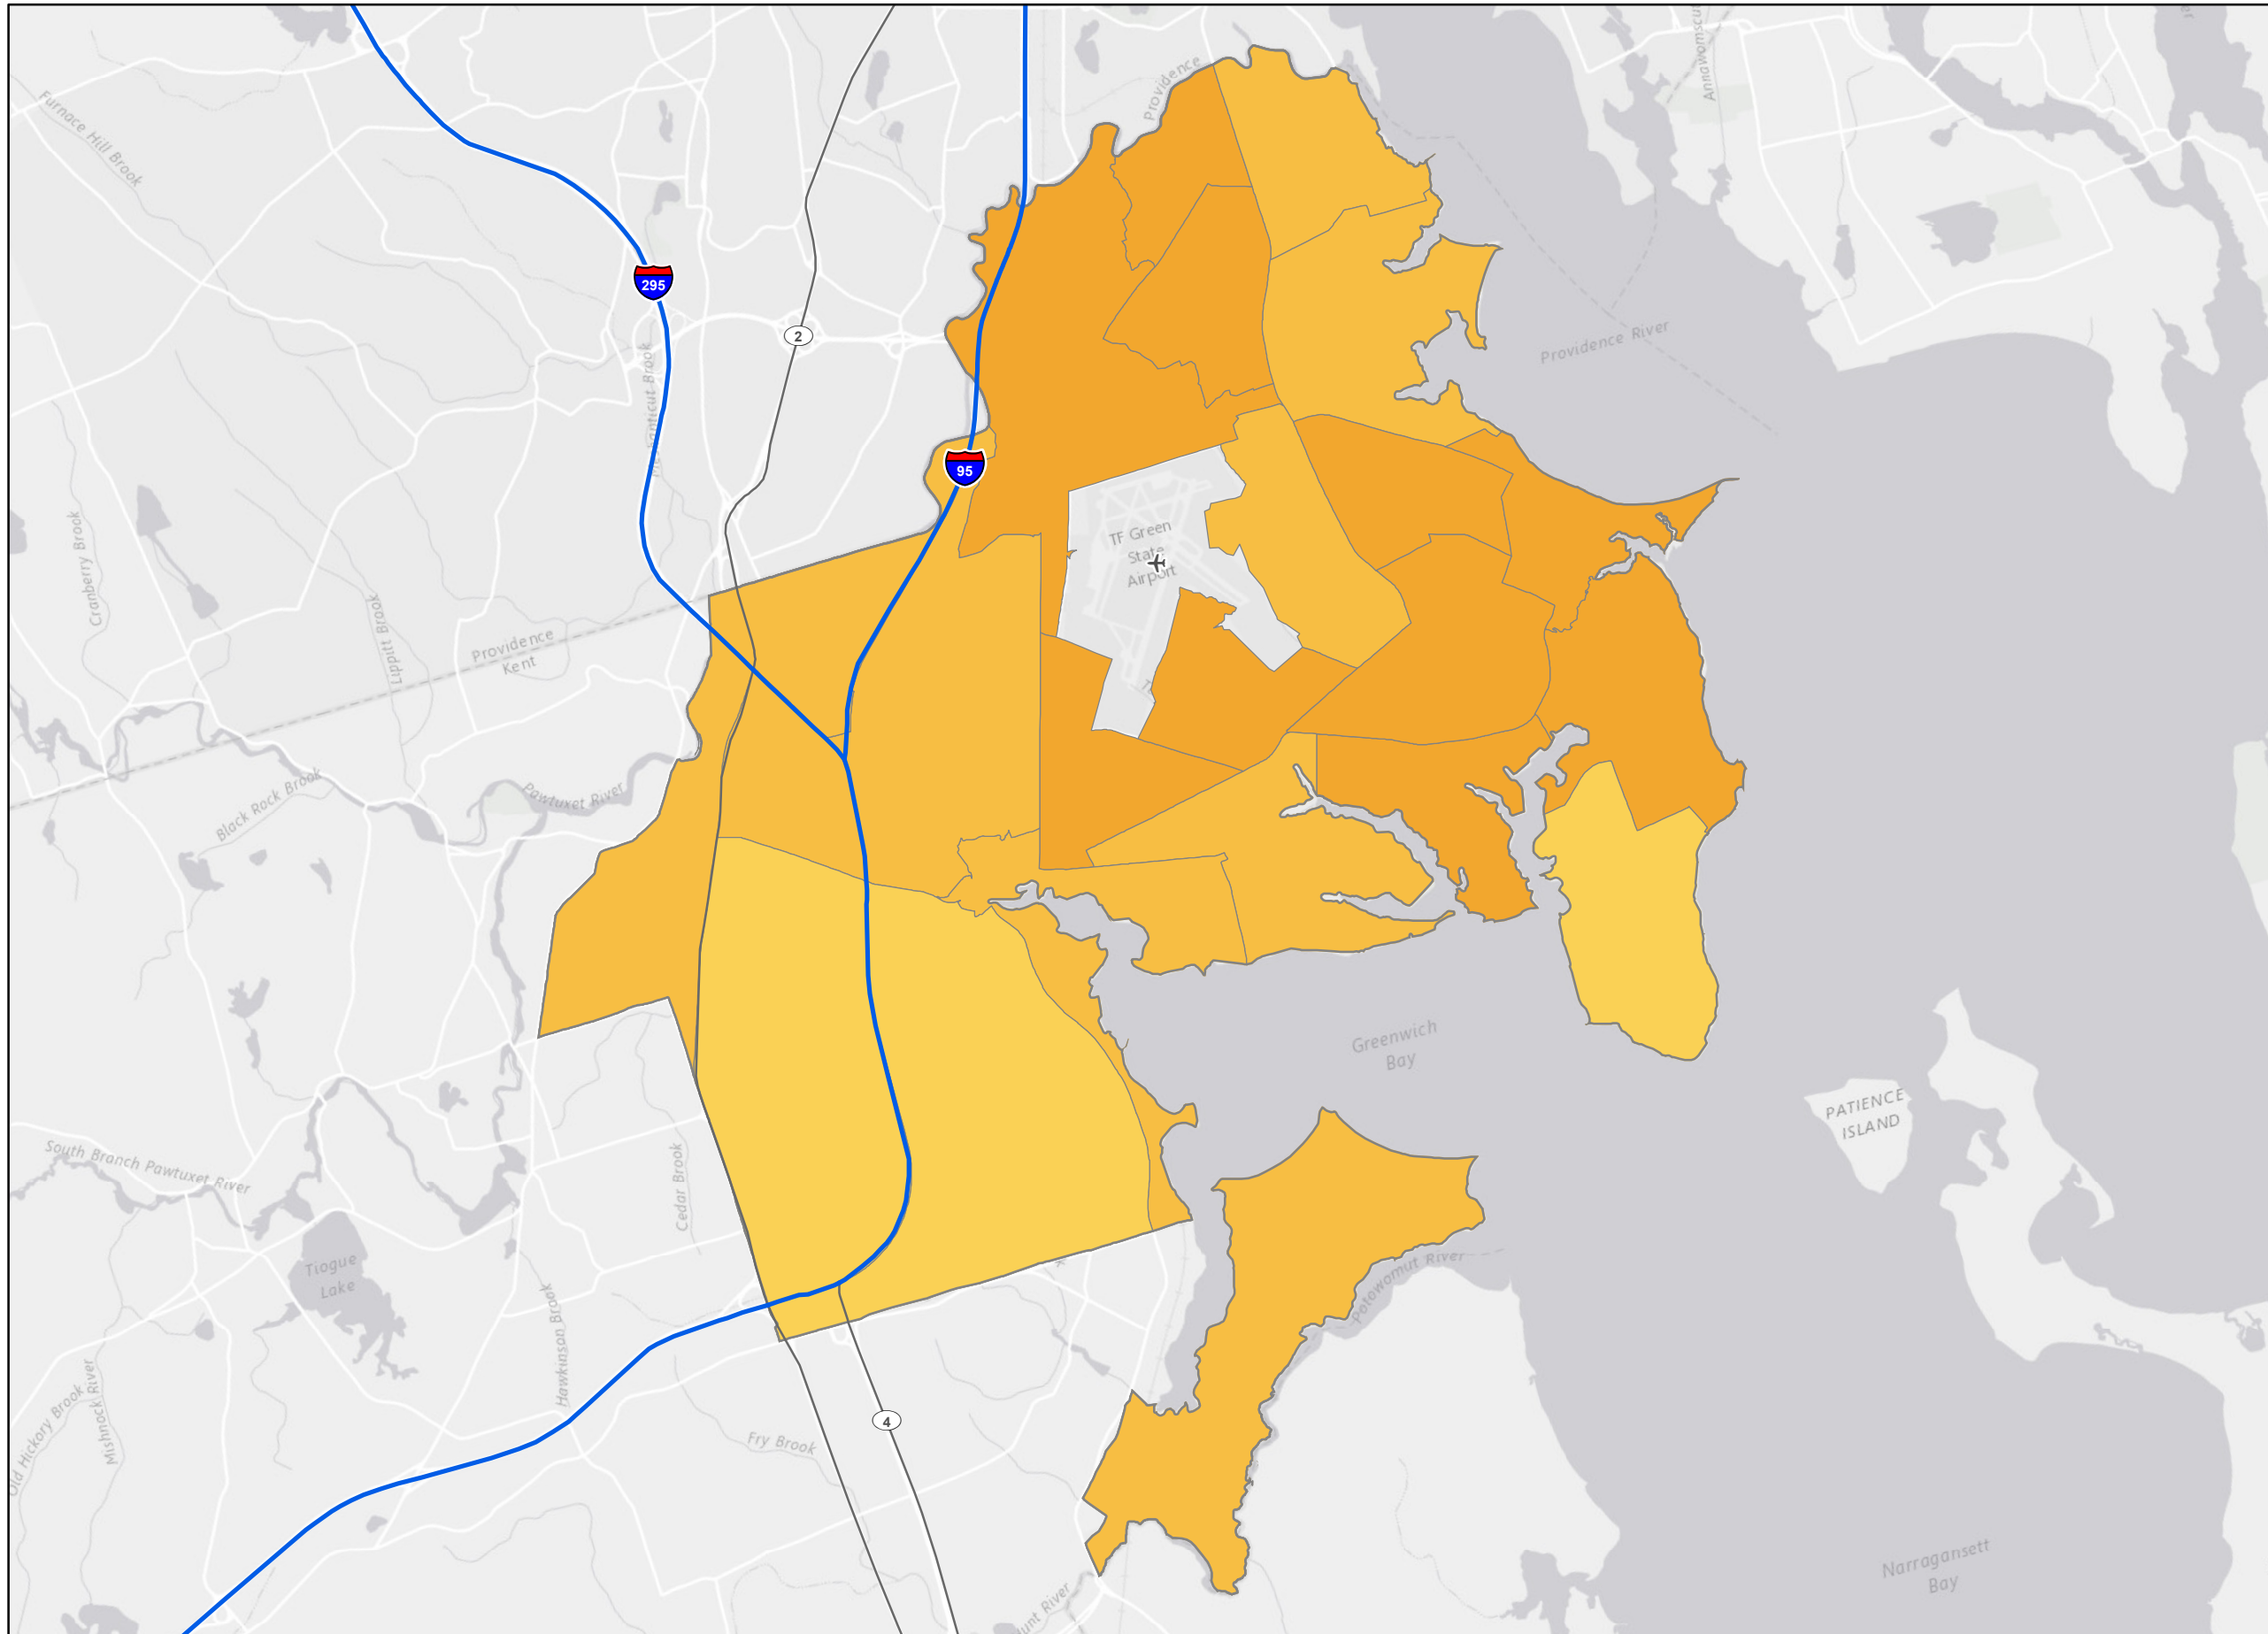 Furnace Hill Brook
Providence
295
2
Providence River
95
TF Green
State
Airport
Cranberry Brook
Lippitt Brook
Providence
Kent
Pawtuxet River
Black Rock Brook
Greenwich
Bay
PATIENCE
ISLAND
South Branch Pawtuxet River
Cedar Brook
Tiogue
Lake
Potowomut River
Hawkinson Brook
Mishnock River
Old Hickory Brook
4
Fry Brook
Narragansett
Bay